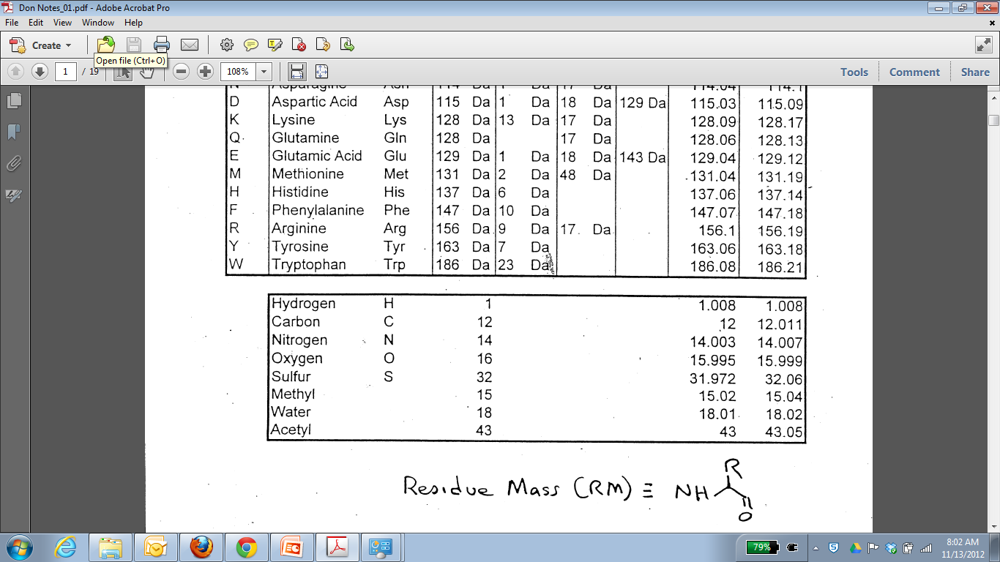 Don Notes_01.pdf - Adobe Acrobat Pro
File Edit View Window Help
Create
Open file (Ctrl+O)
1 / 19 108% Tools Comment Share
N Asparagine Asn 114 Da 1 Da 17 Da 114.04 114.1
D Aspartic Acid Asp 115 Da 1 Da 18 Da 129 Da 115.03 115.09
K Lysine Lys 128 Da 13 Da 17 Da 128.09 128.17
Q Glutamine Gln 128 Da 17 Da 128.06 128.13
E Glutamic Acid Glu 129 Da 1 Da 18 Da 143 Da 129.04 129.12
M Methionine Met 131 Da 2 Da 48 Da 131.04 131.19
H Histidine His 137 Da 6 Da 137.06 137.14
F Phenylalanine Phe 147 Da 10 Da 147.07 147.18
R Arginine Arg 156 Da 9 Da 17 Da 156.1 156.19
Y Tyrosine Tyr 163 Da 7 Da 163.06 163.18
W Tryptophan Trp 186 Da 23 Da 186.08 186.21
Hydrogen H 1 1.008 1.008
Carbon C 12 12 12.011
Nitrogen N 14 14.003 14.007
Oxygen O 16 15.995 15.999
Sulfur S 32 31.972 32.06
Methyl 15 15.02 15.04
Water 18 18.01 18.02
Acetyl 43 43 43.05
R
Residue Mass (RM) ≡ NH
O
79% 8:02 AM
11/13/2012